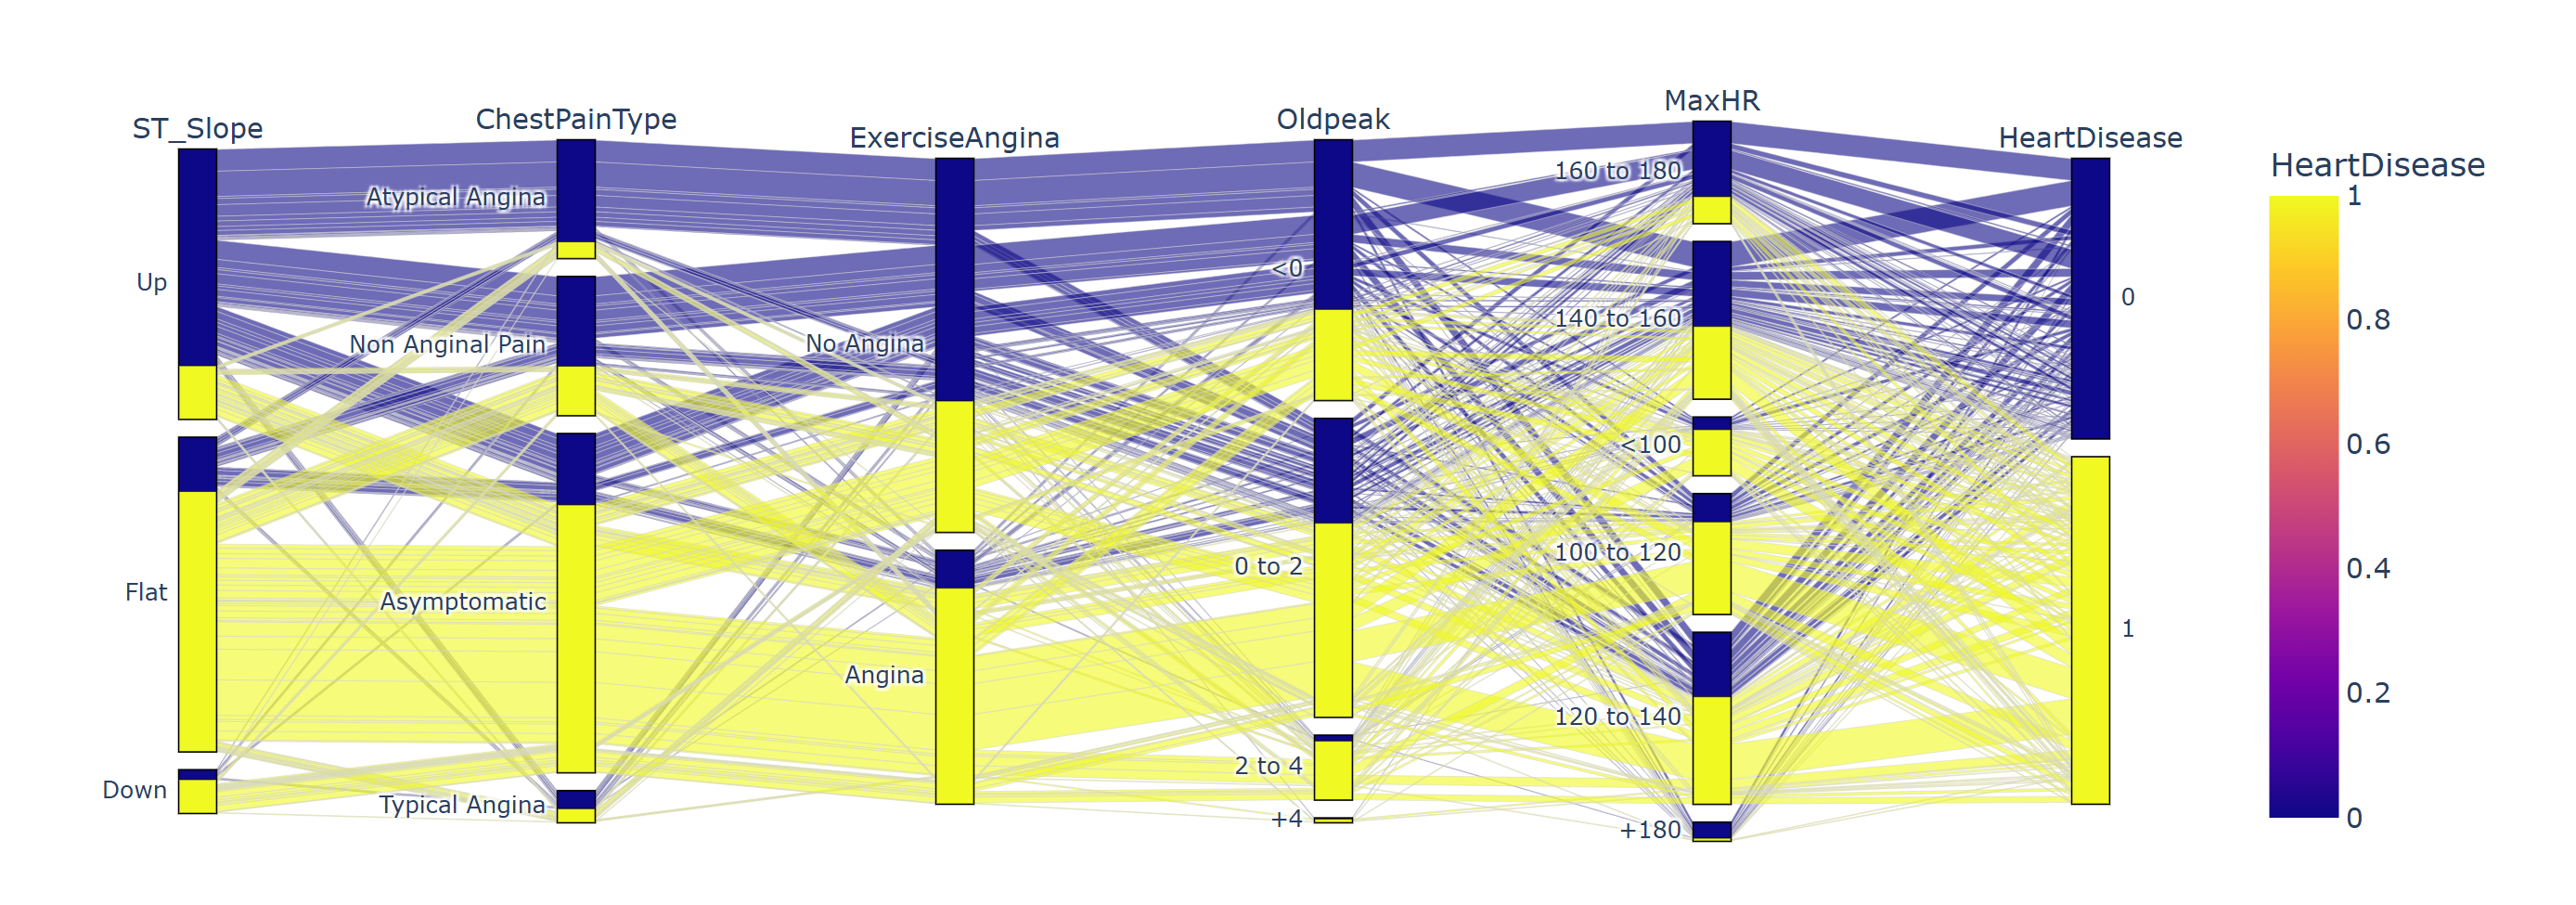 ST_Slope
Up
Flat
Down
ChestPainType
Atypical Angina
Non Anginal Pain
Asymptomatic
Typical Angina
ExerciseAngina
No Angina
Angina
Oldpeak
<0
0 to 2
2 to 4
+4
MaxHR
160 to 180
140 to 160
<100
100 to 120
120 to 140
+180
HeartDisease
0
1
HeartDisease
1
0.8
0.6
0.4
0.2
0